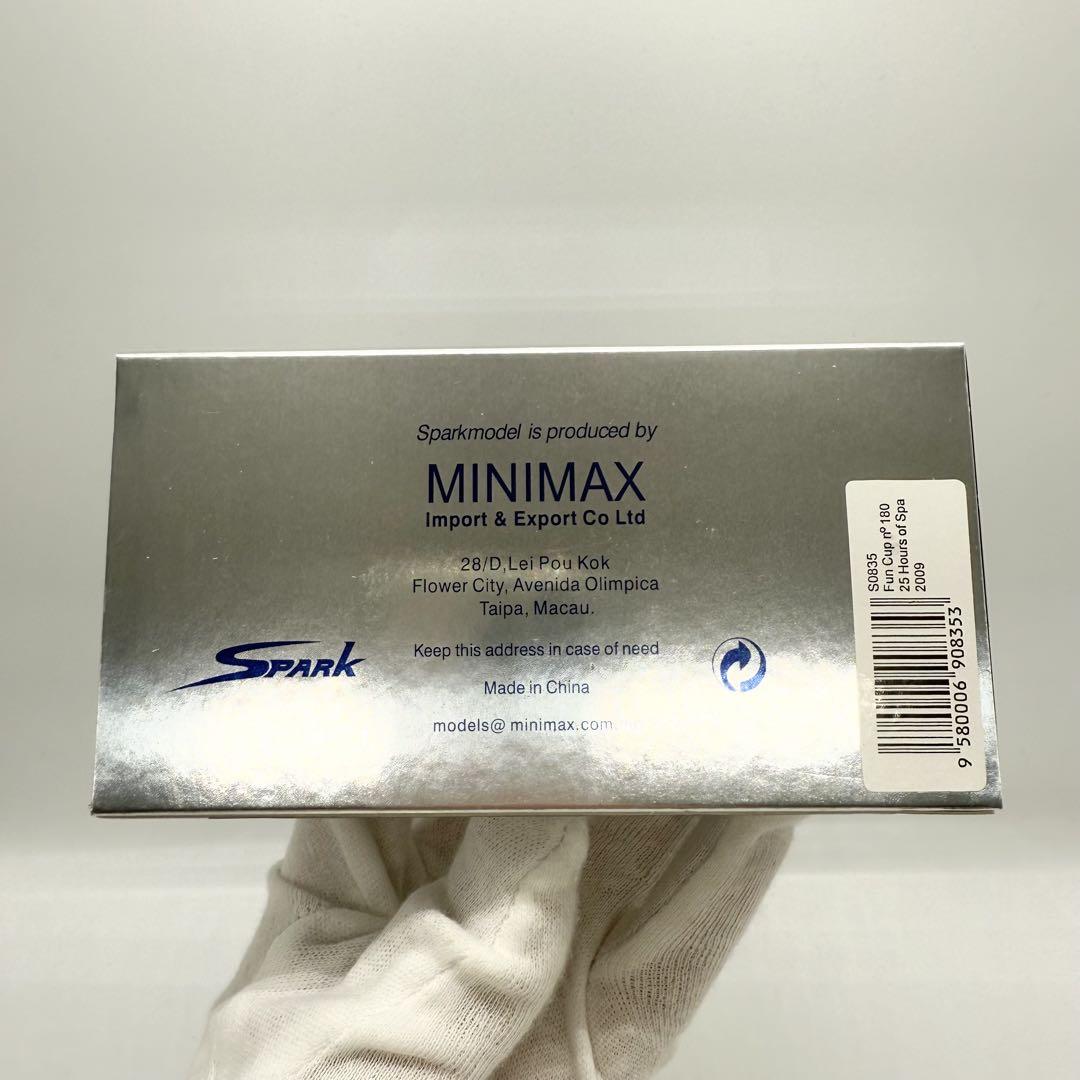 Sparkmodel is produced by
MINIMAX
Import & Export Co Ltd
28/D,Lei Pou Kok
Flower City, Avenida Olimpica
Taipa, Macau.
Keep this address in case of need
Made in China
models@ minimax.com.
SPARK
S0835
Fun Cup nº 180
25 Hours of Spa
2009
9 580006 908353